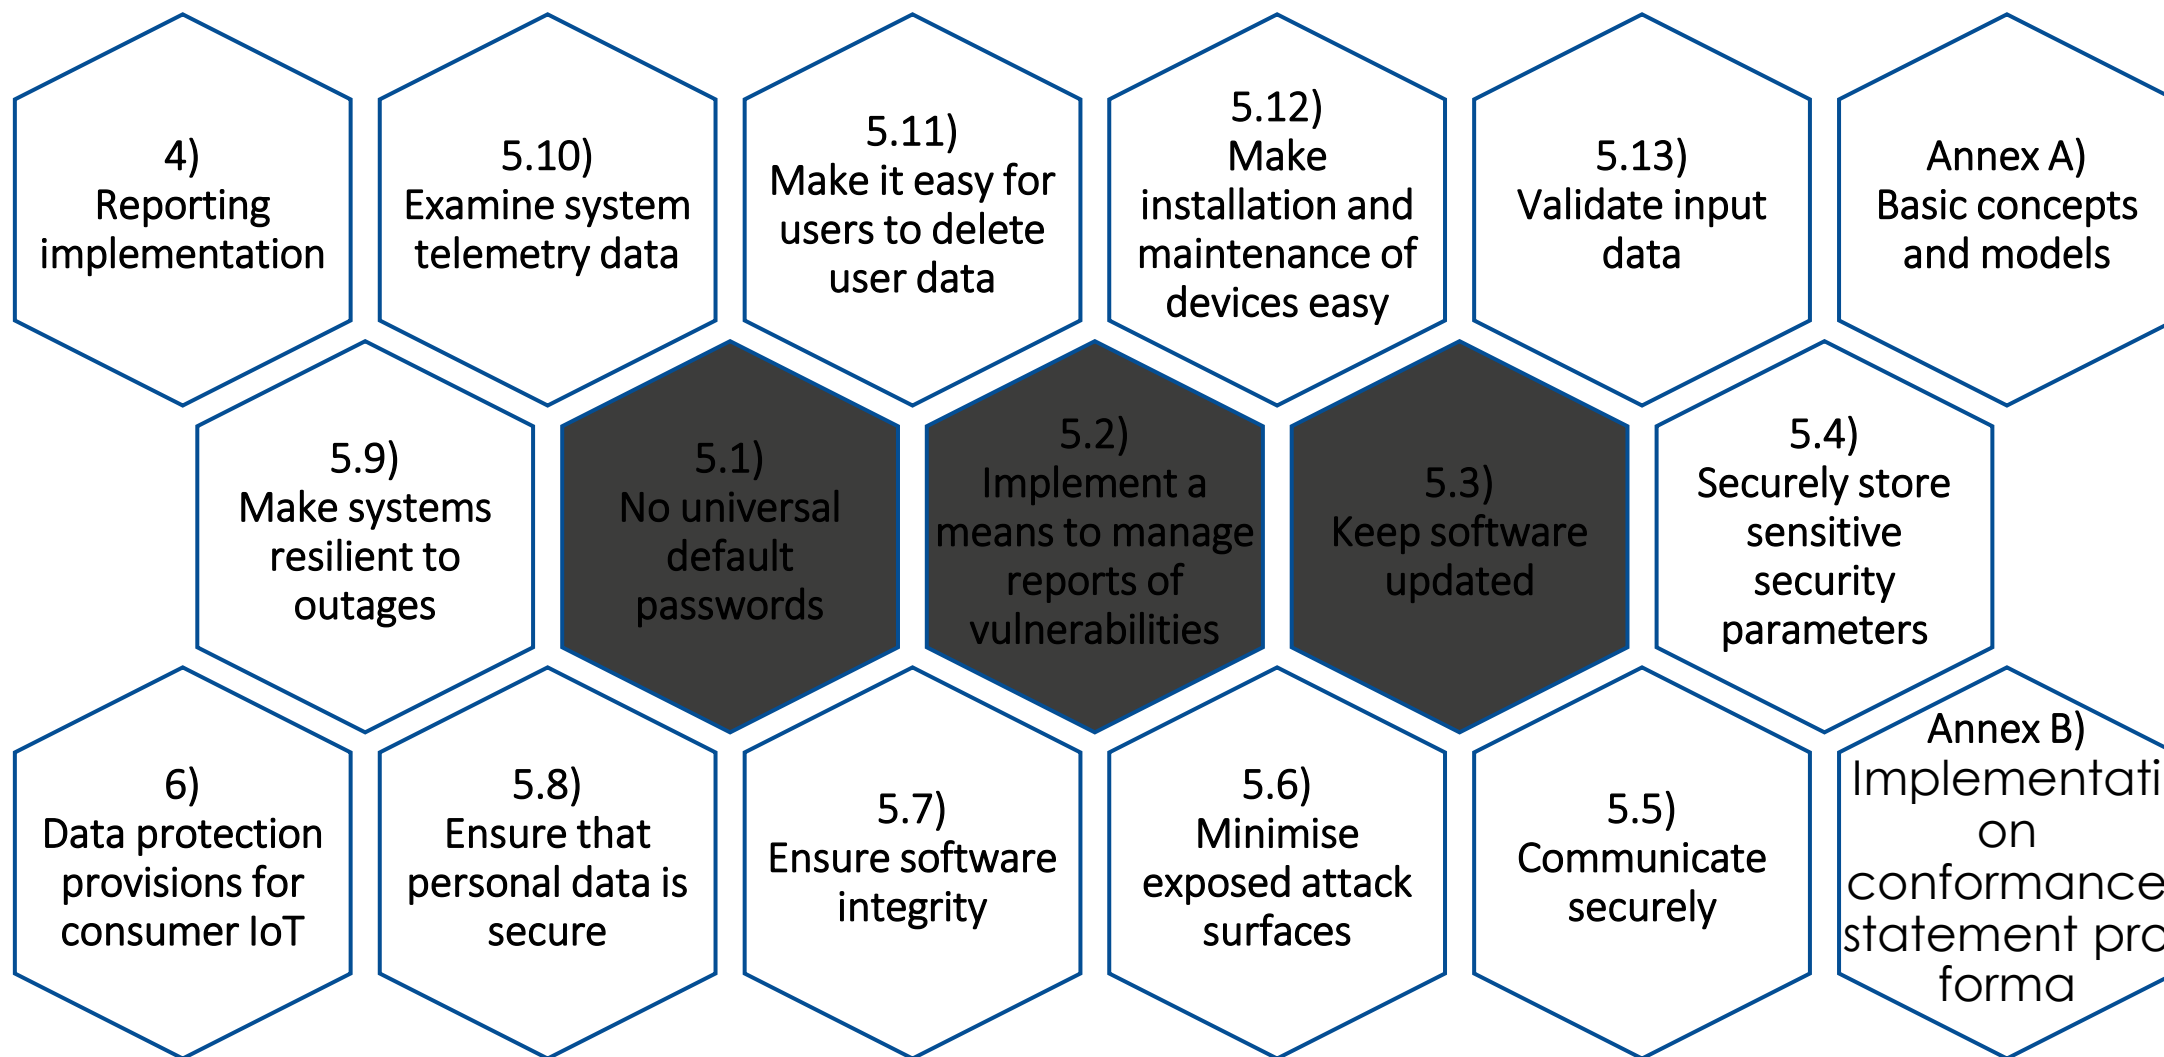 4)
Reporting
implementation
5.10)
Examine system
telemetry data
5.11)
Make it easy for
users to delete
user data
5.12)
Make
installation and
maintenance of
devices easy
5.13)
Validate input
data
Annex A)
Basic concepts
and models
5.9)
Make systems
resilient to
outages
5.1)
No universal
default
passwords
5.2)
Implement a
means to manage
reports of
vulnerabilities
5.3)
Keep software
updated
5.4)
Securely store
sensitive
security
parameters
6)
Data protection
provisions for
consumer IoT
5.8)
Ensure that
personal data is
secure
5.7)
Ensure software
integrity
5.6)
Minimise
exposed attack
surfaces
5.5)
Communicate
securely
Annex B)
Implementati
on
conformance
statement pro
forma